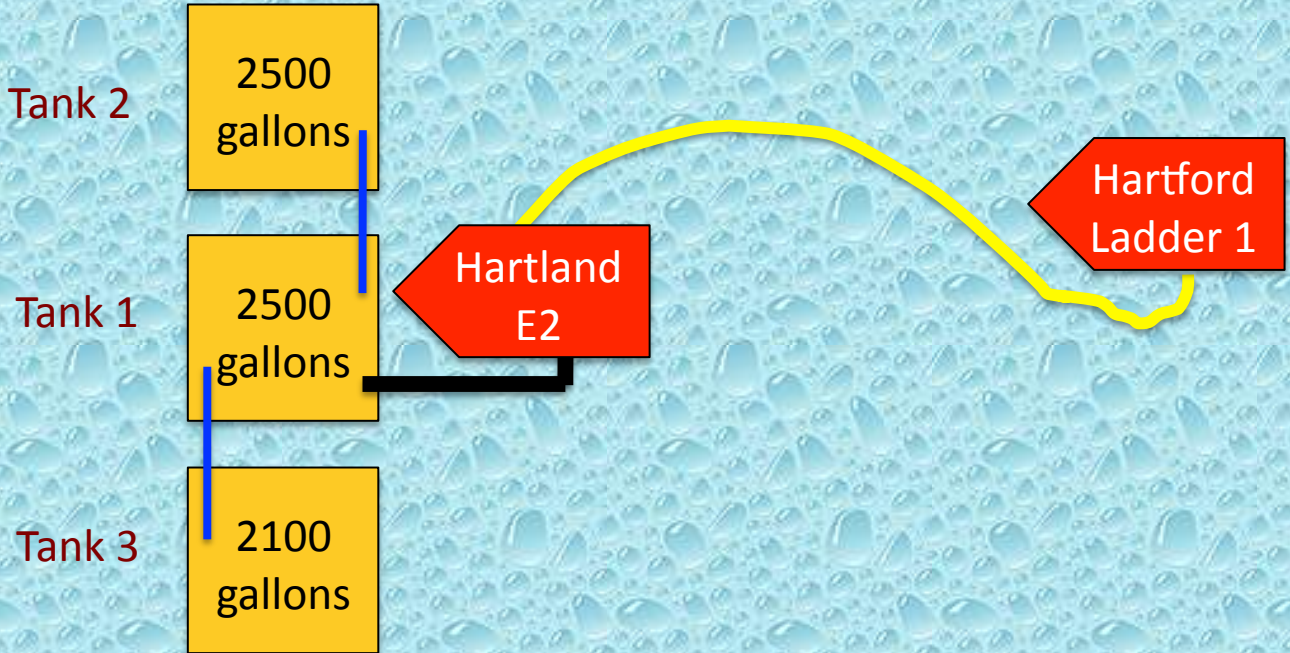 Tank 2
2500
gallons
Hartford
Ladder 1
Tank 1
2500
gallons
Hartland
E2
Tank 3
2100
gallons